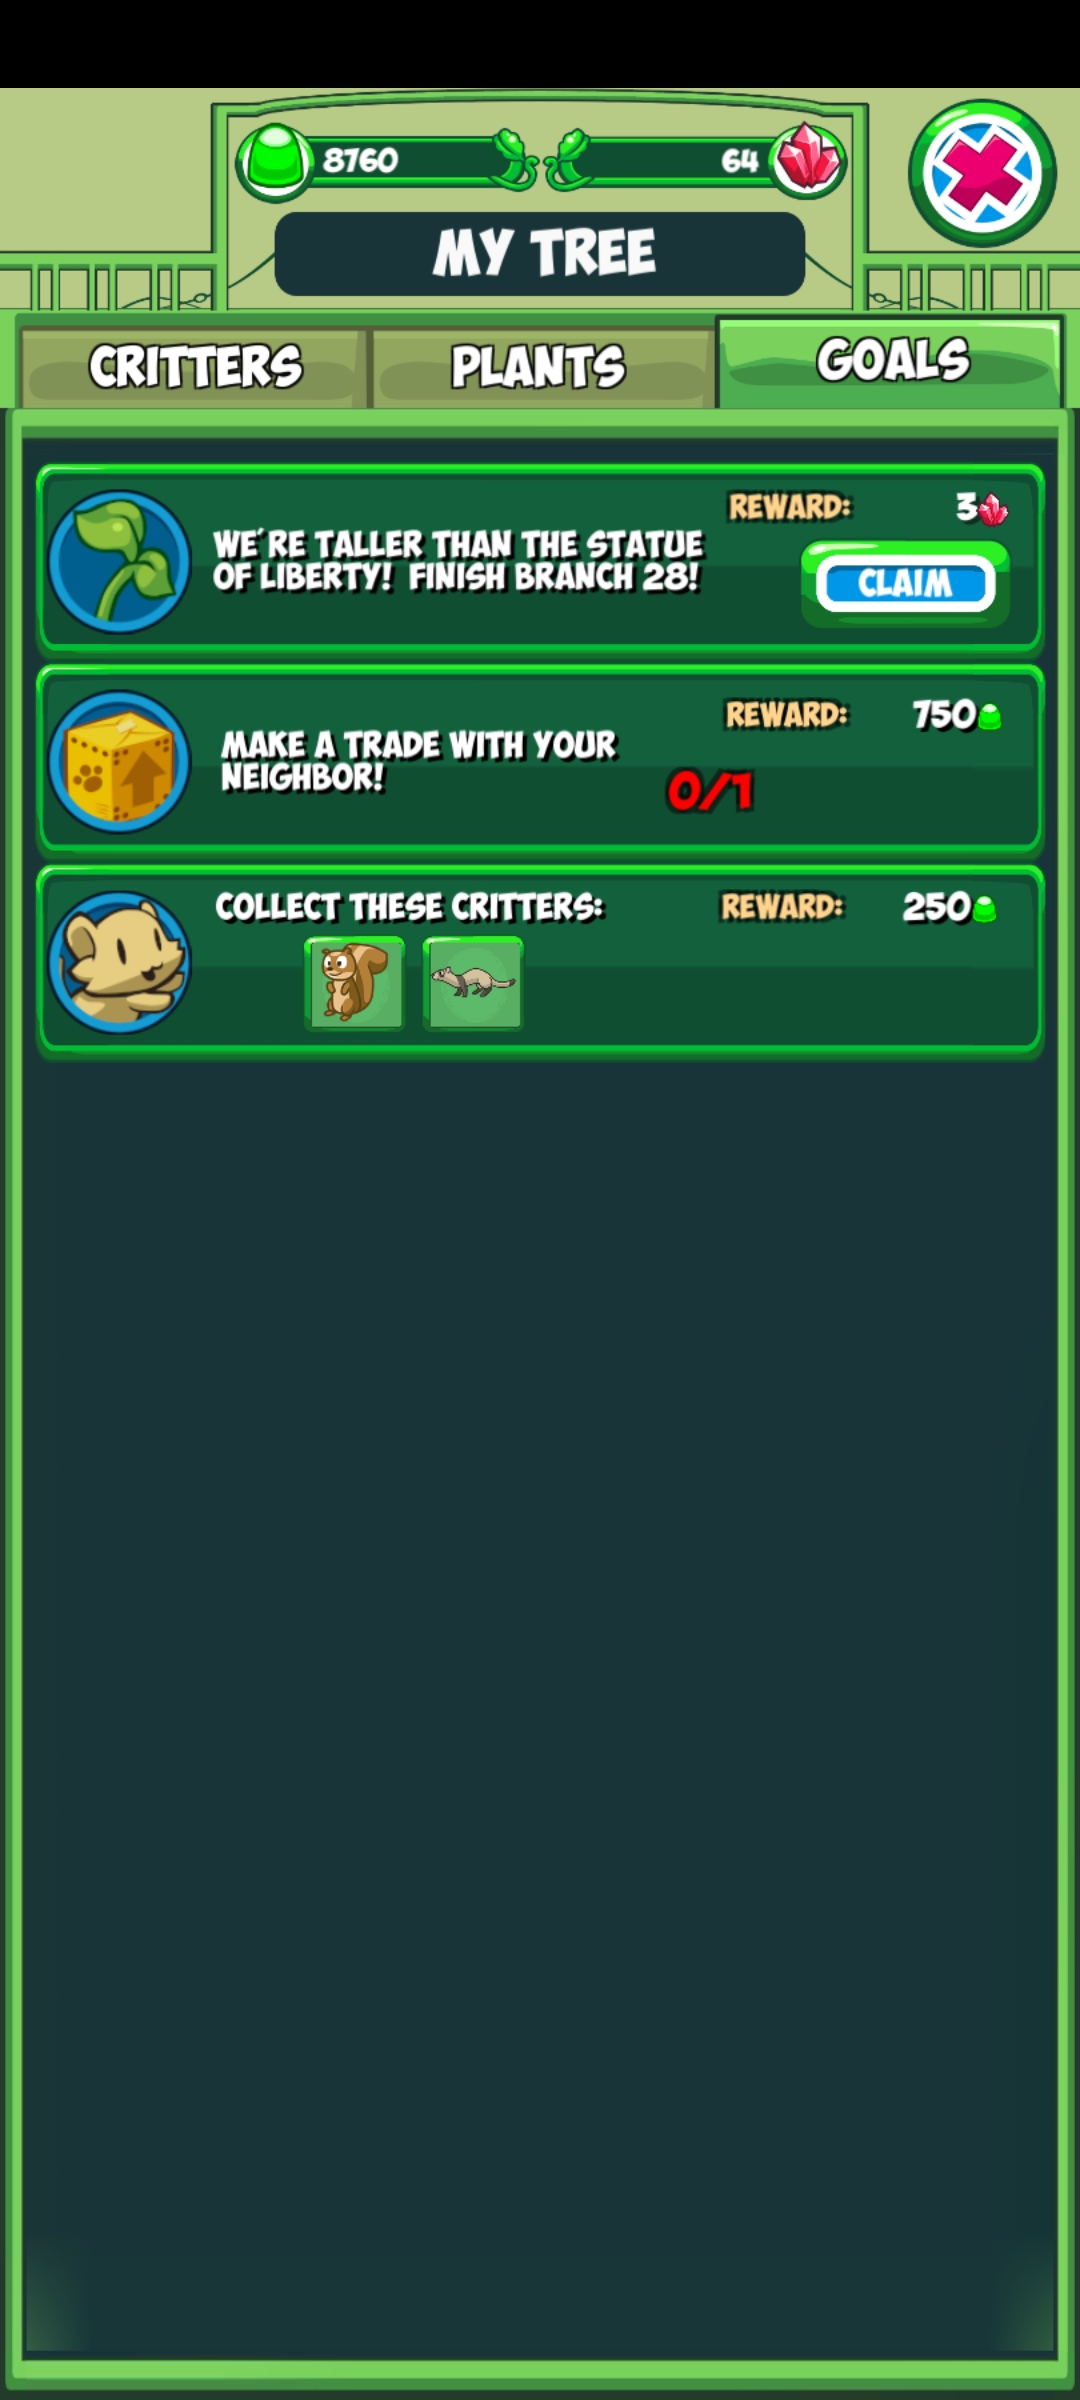 8760
64
MY TREE
CRITTERS
PLANTS
GOALS
REWARD: 3
WE'RE TALLER THAN THE STATUE
OF LIBERTY! FINISH BRANCH 28!
CLAIM
REWARD: 750
MAKE A TRADE WITH YOUR
NEIGHBOR!
0/1
COLLECT THESE CRITTERS:
REWARD: 250